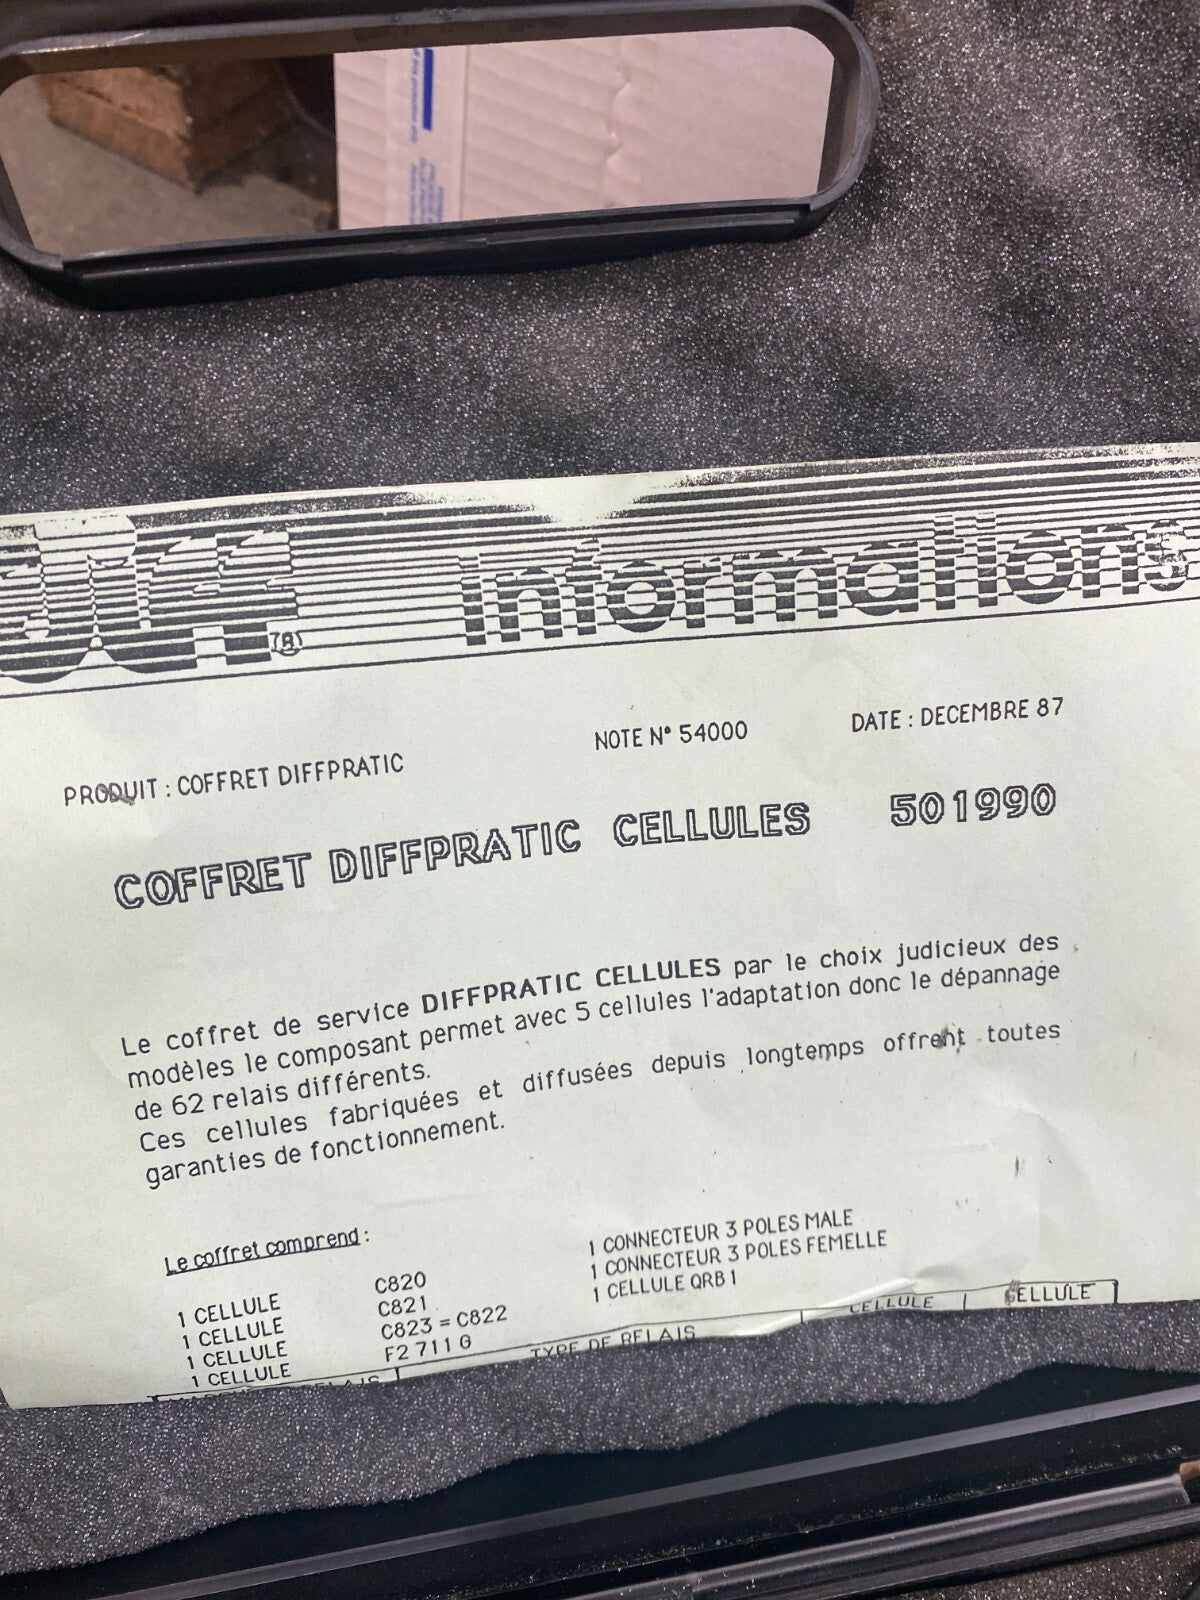 Informations
PRODUIT : COFFRET DIFFPRATIC
NOTE N° 54000
DATE : DECEMBRE 87
COFFRET DIFFPRATIC CELLULES 501990
Le coffret de service DIFFPRATIC CELLULES par le choix judicieux des
modèles le composant permet avec 5 cellules l'adaptation donc le dépannage
de 62 relais différents.
Ces cellules fabriquées et diffusées depuis longtemps offrent toutes
garanties de fonctionnement.
Le coffret comprend :
1 CELLULE C820
1 CELLULE C821
1 CELLULE C823 = C822
1 CELLULE F2 711 G
1 CONNECTEUR 3 POLES MALE
1 CONNECTEUR 3 POLES FEMELLE
1 CELLULE QRB 1
TYPE DE RELAIS
CELLULE
CELLULE